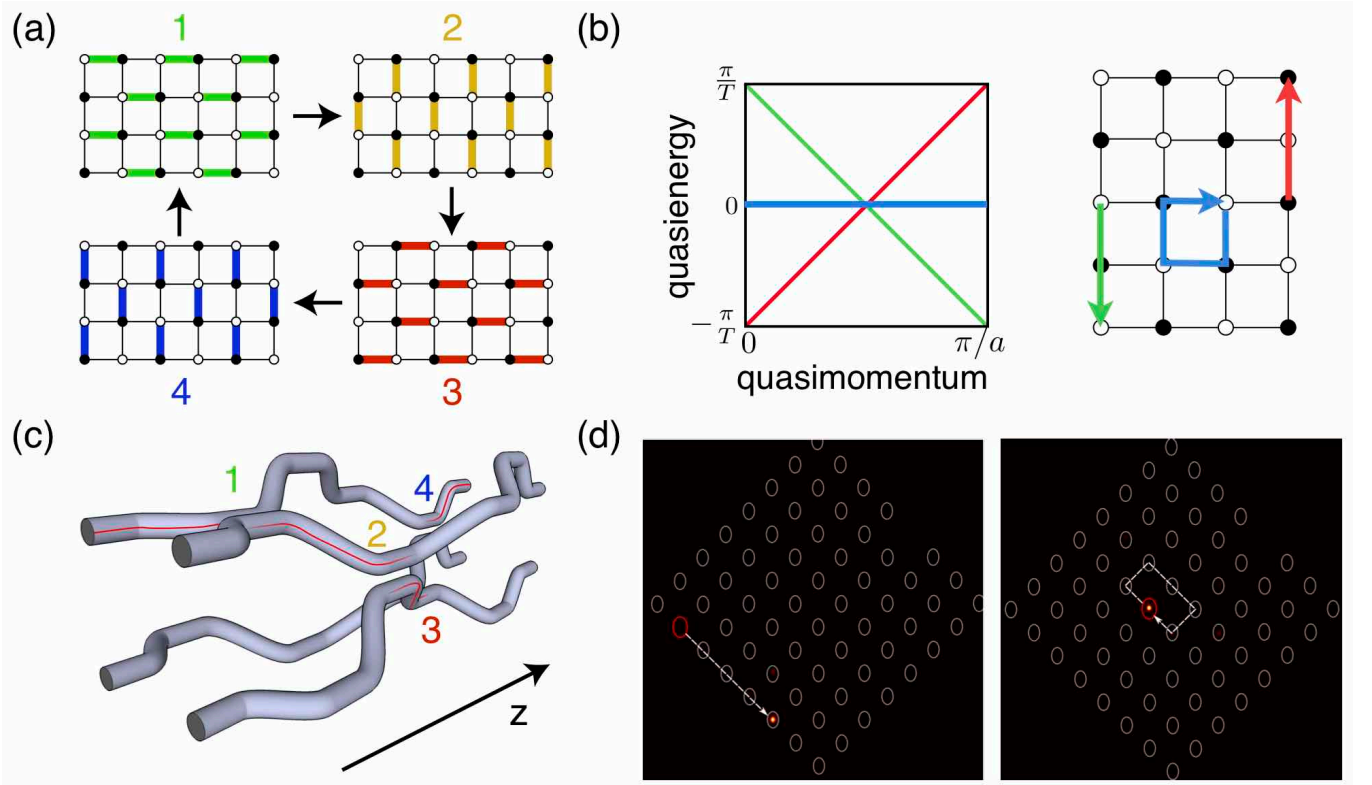 (a)
1
2
3
4
(b)
quasienergy
π/T
0
−π/T
0
π/a
quasimomentum
(c)
1
4
2
3
z
(d)